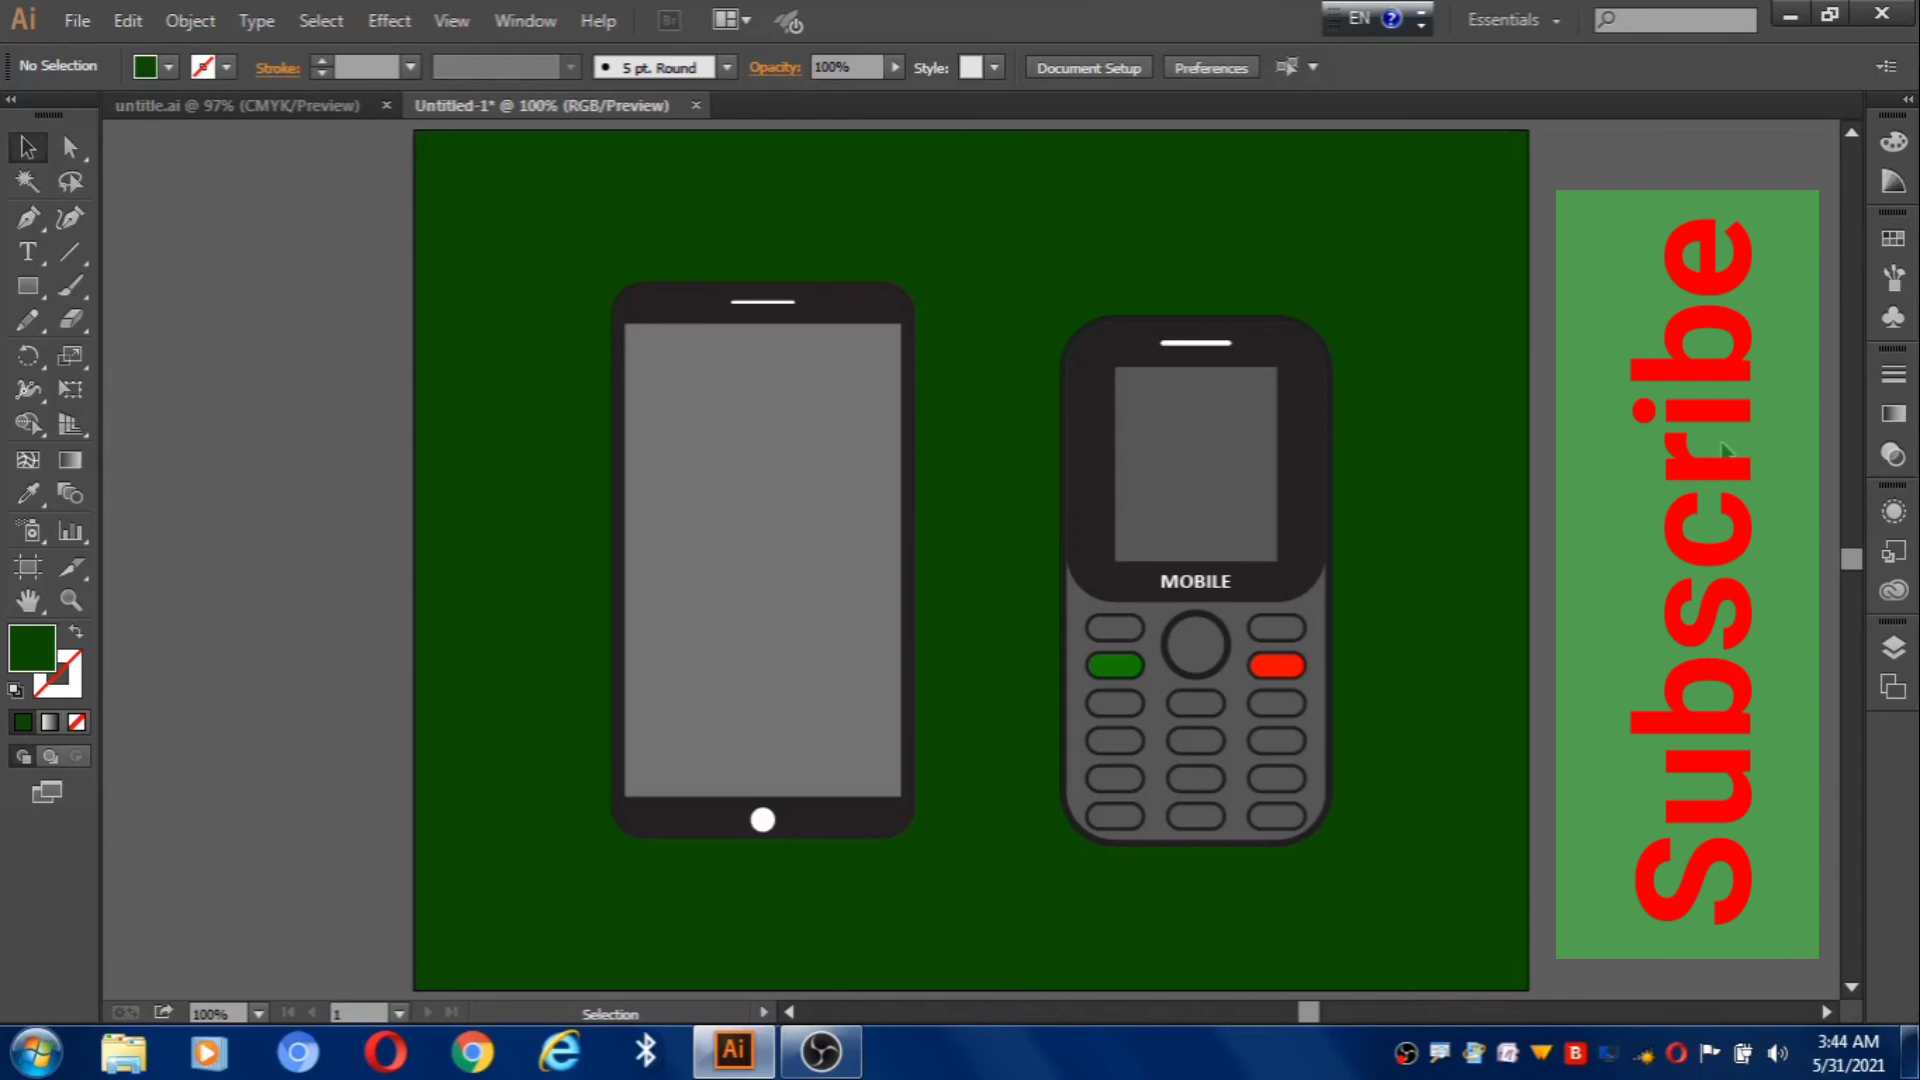 Ai File Edit Object Type Select Effect View Window Help Br EN Essentials
No Selection Stroke: 5 pt. Round Opacity: 100% Style: Document Setup Preferences
untitle.ai @ 97% (CMYK/Preview) Untitled-1* @ 100% (RGB/Preview)
MOBILE
Subscribe
100% 1 Selection
Ai
3:44 AM
5/31/2021